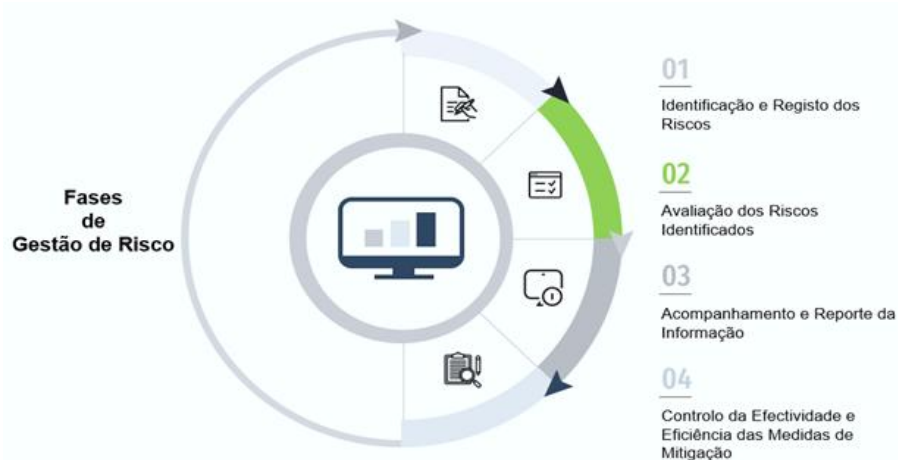 Fases
de
Gestão de Risco
01
Identificação e Registo dos
Riscos
02
Avaliação dos Riscos
Identificados
03
Acompanhamento e Reporte da
Informação
04
Controlo da Efectividade e
Eficiência das Medidas de
Mitigação